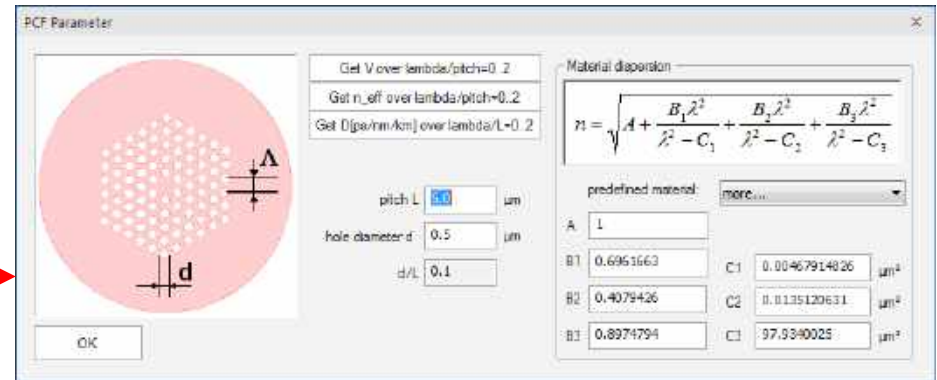 PCF Parameter
Λ
d
OK
Get V over lambda/pitch=0..2
Get n_eff over lambda/pitch=0..2
Get D[ps/nm/km] over lambda/L=0..2
pitch L 5.0 µm
hole diameter d 0.5 µm
d/L 0.1
Material dispersion
n = √(A + B₁λ²/(λ² − C₁) + B₂λ²/(λ² − C₂) + B₃λ²/(λ² − C₃))
predefined material: more...
A 1
B1 0.6961663 C1 0.00467914826 µm²
B2 0.4079426 C2 0.0135120631 µm²
B3 0.8974794 C3 97.9340025 µm²